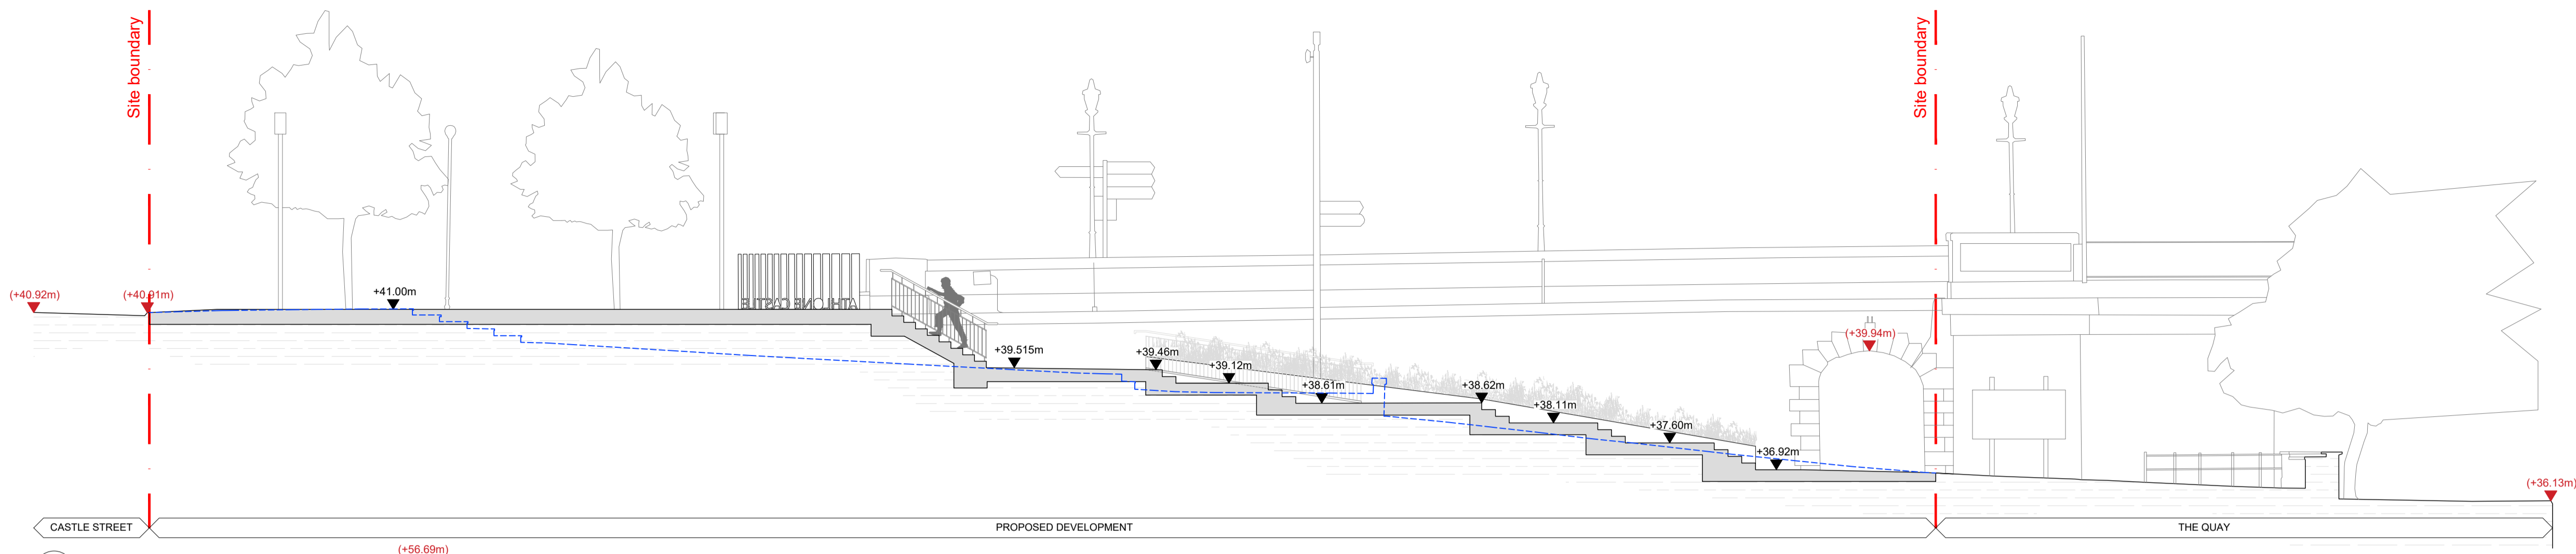 Site boundary
Site boundary
(+40.92m)
(+40.91m)
+41.00m
ATHLONE CASTLE
+39.515m
+39.46m
+39.12m
+38.61m
+38.62m
+38.11m
+37.60m
+36.92m
(+39.94m)
(+36.13m)
CASTLE STREET
PROPOSED DEVELOPMENT
THE QUAY
(+56.69m)